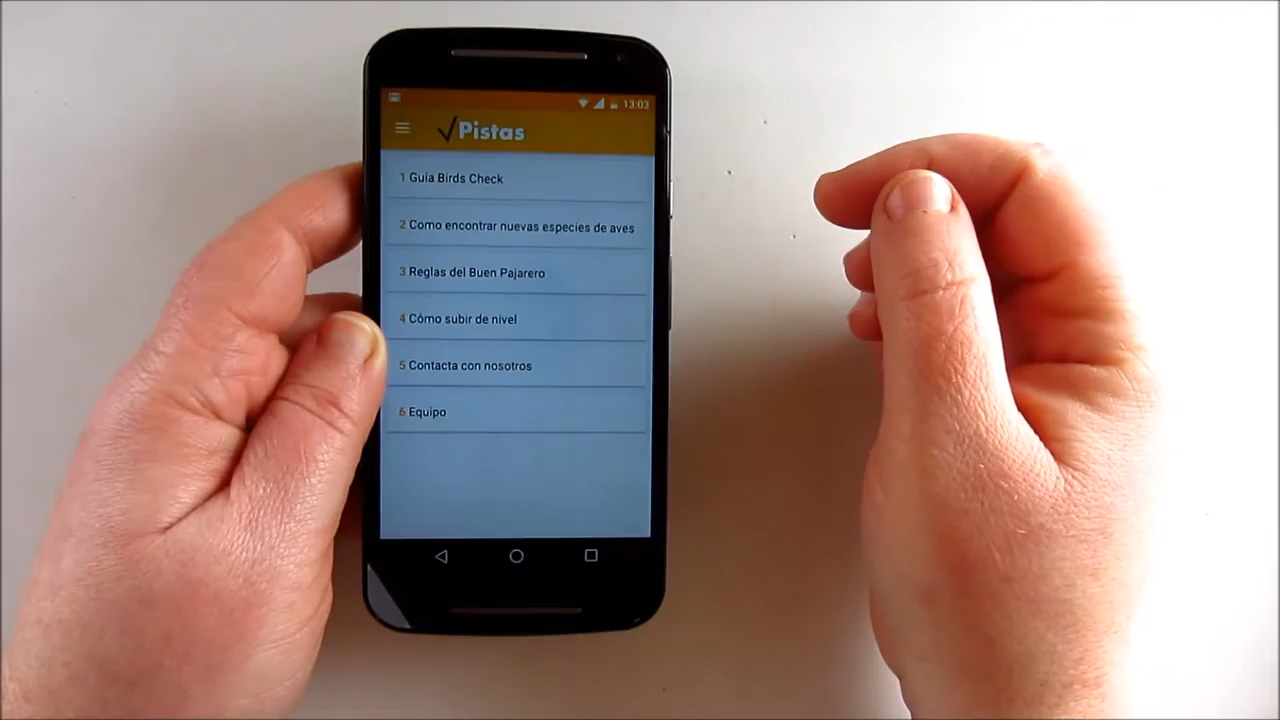 13:03
√Pistas
1 Guía Birds Check
2 Como encontrar nuevas especies de aves
3 Reglas del Buen Pajarero
4 Cómo subir de nivel
5 Contacta con nosotros
6 Equipo